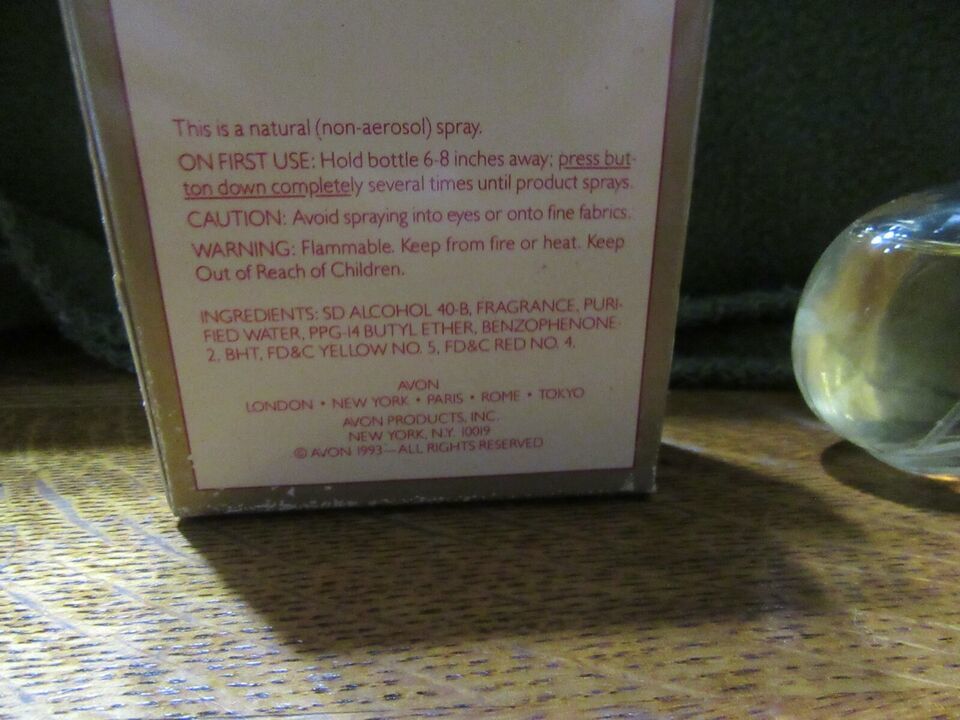 This is a natural (non-aerosol) spray.
ON FIRST USE: Hold bottle 6-8 inches away; press but-
ton down completely several times until product sprays.
CAUTION: Avoid spraying into eyes or onto fine fabrics.
WARNING: Flammable. Keep from fire or heat. Keep
Out of Reach of Children.
INGREDIENTS: SD ALCOHOL 40-B, FRAGRANCE, PURI-
FIED WATER, PPG-14 BUTYL ETHER, BENZOPHENONE-
2, BHT, FD&C YELLOW NO. 5, FD&C RED NO. 4.
AVON
LONDON • NEW YORK • PARIS • ROME • TOKYO
AVON PRODUCTS, INC.
NEW YORK, N.Y. 10019
© AVON 1993—ALL RIGHTS RESERVED